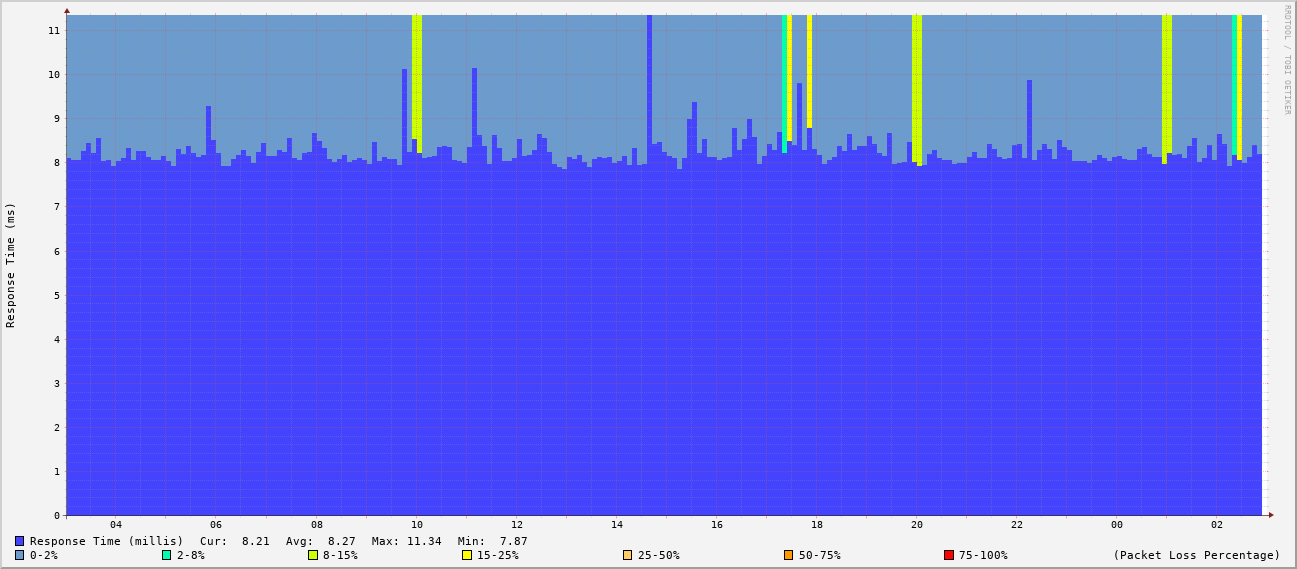 RRDTOOL / TOBI OETIKER
Response Time (ms)
11
10
9
8
7
6
5
4
3
2
1
0
04 06 08 10 12 14 16 18 20 22 00 02
Response Time (millis) Cur: 8.21 Avg: 8.27 Max: 11.34 Min: 7.87
0-2% 2-8% 8-15% 15-25% 25-50% 50-75% 75-100% (Packet Loss Percentage)